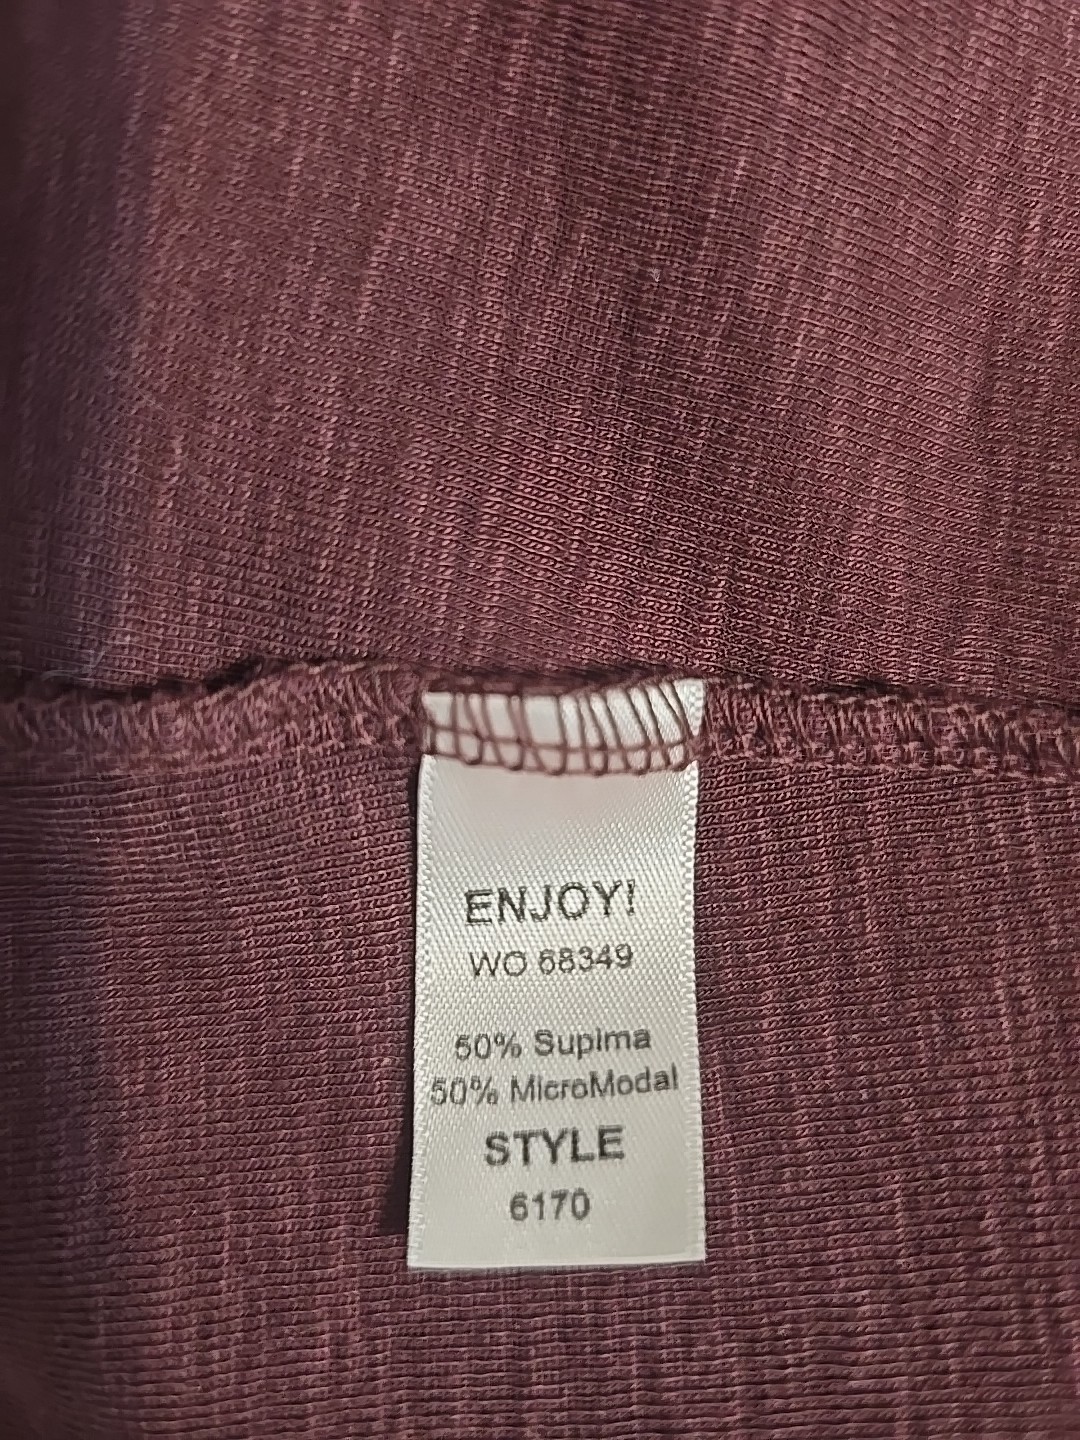 ENJOY!
WO 68349
50% Supima
50% MicroModal
STYLE
6170